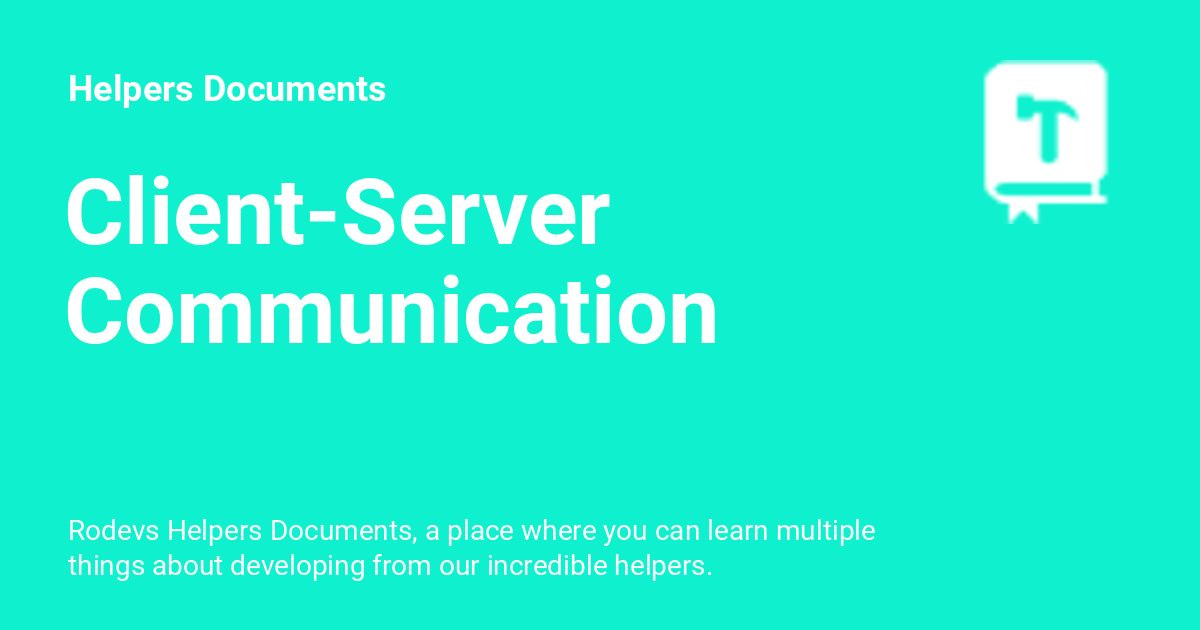 Helpers Documents
Client-Server
Communication
Rodevs Helpers Documents, a place where you can learn multiple
things about developing from our incredible helpers.